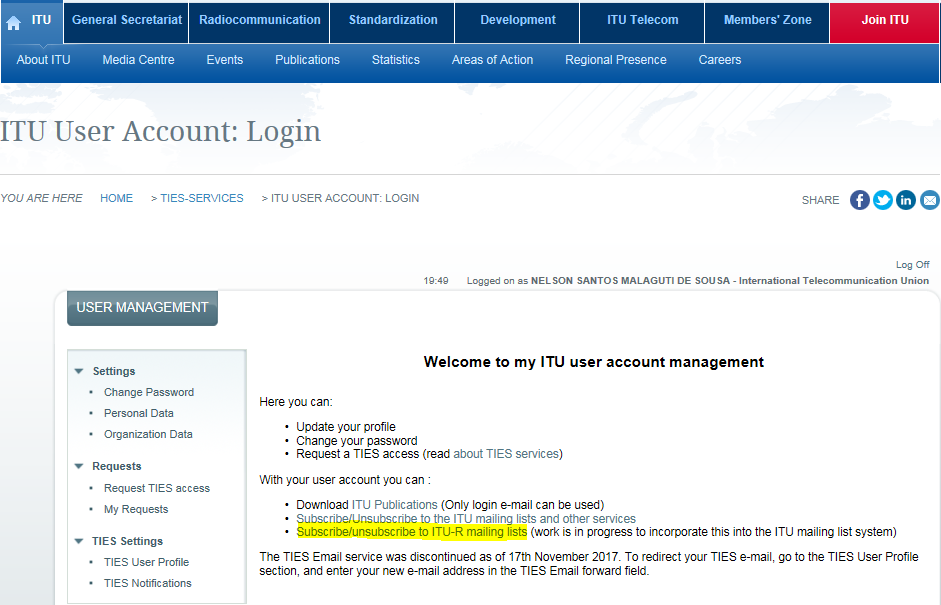 ITU General Secretariat Radiocommunication Standardization Development ITU Telecom Members' Zone Join ITU
About ITU Media Centre Events Publications Statistics Areas of Action Regional Presence Careers
ITU User Account: Login
YOU ARE HERE HOME > TIES-SERVICES > ITU USER ACCOUNT: LOGIN
SHARE f in
Log Off
19:49 Logged on as NELSON SANTOS MALAGUTI DE SOUSA - International Telecommunication Union
USER MANAGEMENT
Settings
• Change Password
• Personal Data
• Organization Data
Requests
• Request TIES access
• My Requests
TIES Settings
• TIES User Profile
• TIES Notifications
Welcome to my ITU user account management
Here you can:
• Update your profile
• Change your password
• Request a TIES access (read about TIES services)
With your user account you can :
• Download ITU Publications (Only login e-mail can be used)
• Subscribe/Unsubscribe to the ITU mailing lists and other services
• Subscribe/unsubscribe to ITU-R mailing lists (work is in progress to incorporate this into the ITU mailing list system)
The TIES Email service was discontinued as of 17th November 2017. To redirect your TIES e-mail, go to the TIES User Profile
section, and enter your new e-mail address in the TIES Email forward field.